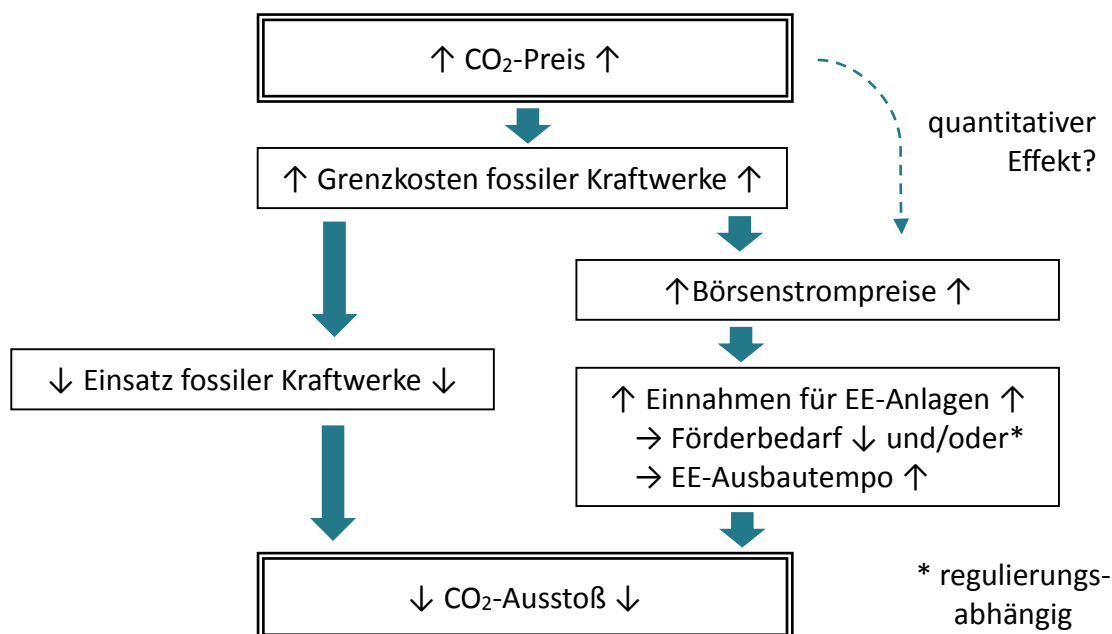 ↑ CO₂-Preis ↑
quantitativer
Effekt?
↑ Grenzkosten fossiler Kraftwerke ↑
↑Börsenstrompreise ↑
↓ Einsatz fossiler Kraftwerke ↓
↑ Einnahmen für EE-Anlagen ↑
→ Förderbedarf ↓ und/oder*
→ EE-Ausbautempo ↑
↓ CO₂-Ausstoß ↓
* regulierungs-
abhängig